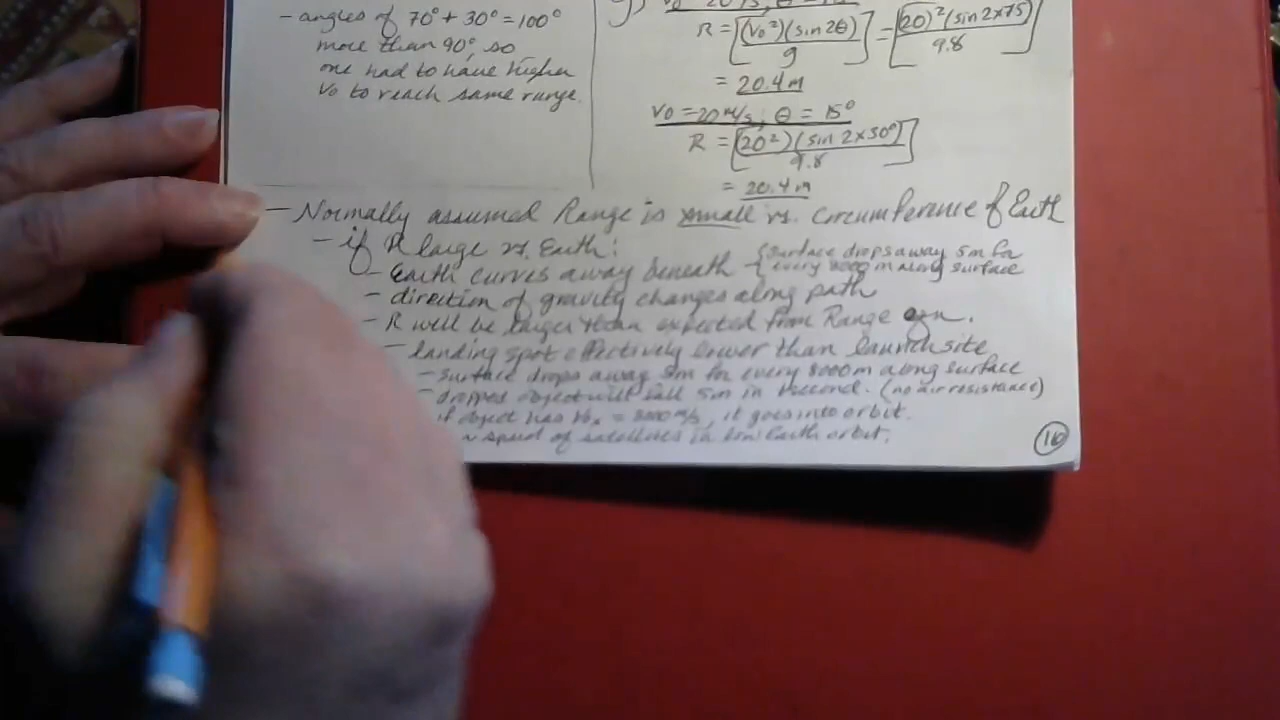 - angles of 70° + 30° = 100°
more than 90°, so
one had to have higher
Vo to reach same range.
R = [(Vo²)(sin 2θ) / g] = [(20)²(sin 2x75) / 9.8]
= 20.4 m
Vo = 20 m/s; θ = 15°
R = [(20²)(sin 2x30°) / 9.8]
= 20.4 m
- Normally assumed Range is small vs. Circumference of Earth
- if R large vs. Earth:
- Earth curves away beneath - { surface drops away 5m for
every 8000 m along surface
- direction of gravity changes along path
- R will be larger than expected from Range eqn.
- landing spot effectively lower than launch site
- surface drops away 5m for every 8000m along surface
- dropped object will fall 5m in 1 second. (no air resistance)
if object has Vox = 8000 m/s, it goes into orbit.
speed of satellites in low Earth orbit.
16